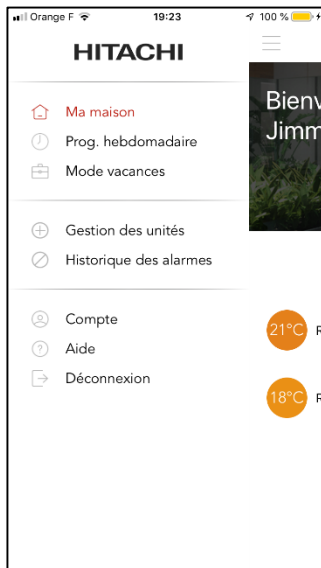 Orange F 19:23 100 %
HITACHI
Ma maison
Prog. hebdomadaire
Mode vacances
Gestion des unités
Historique des alarmes
Compte
Aide
Déconnexion
Bienv
Jimm
21°C R
18°C R